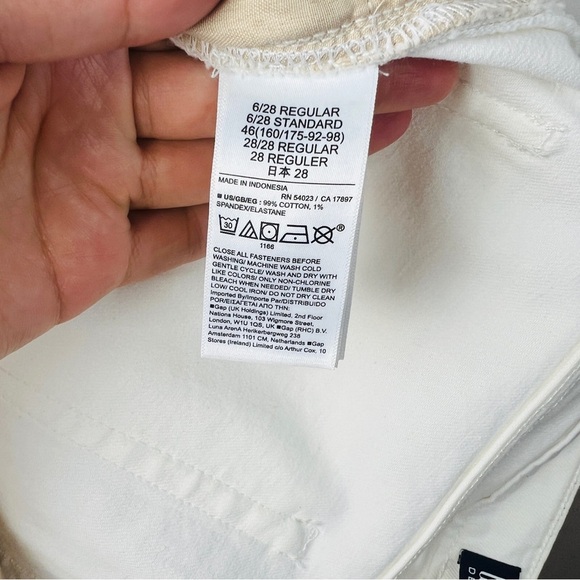 6/28 REGULAR
6/28 STANDARD
46(160/175-92-98)
28/28 REGULAR
28 REGULER
日本 28
MADE IN INDONESIA
RN 54023 / CA 17897
■ US/GB/EG : 99% COTTON, 1%
SPANDEX/ELASTANE
30
®
1166
CLOSE ALL FASTENERS BEFORE
WASHING/ MACHINE WASH COLD
GENTLE CYCLE/ WASH AND DRY WITH
LIKE COLORS/ ONLY NON-CHLORINE
BLEACH WHEN NEEDED/ TUMBLE DRY
LOW/ COOL IRON/ DO NOT DRY CLEAN
Imported By/Importe Par/DISTRIBUIDO
POR/ΕΙΣΑΓΕΤΑΙ ΑΠΟ ΤΗΝ:
■Gap (UK Holdings) Limited, 2nd Floor
Nations House, 103 Wigmore Street,
London, W1U 1QS, UK ■Gap (RHC) B.V.
Luna ArenA Herikerbergweg 238
Amsterdam 1101 CM, Netherlands ■Gap
Stores (Ireland) Limited c/o Arthur Cox, 10